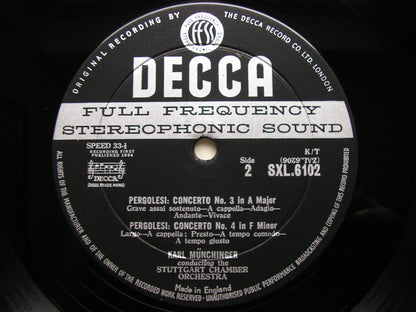 ORIGINAL RECORDING BY THE DECCA RECORD CO. LTD. LONDON
FFSS
DECCA
FULL FREQUENCY
STEREOPHONIC SOUND
SPEED 33⅓
RECORDING FIRST
PUBLISHED 1964
K/T
(ZAL.6290)
DECCA
Side
2
SXL.6102
PERGOLESI: CONCERTO No. 3 in A Major
Grave assai sostenuto—A cappella—Adagio—
Andante—Vivace
PERGOLESI: CONCERTO No. 4 in F Minor
Largo—A cappella; Presto—A tempo comodo—
A tempo giusto
KARL MÜNCHINGER
conducting the
STUTTGART CHAMBER
ORCHESTRA
Made in England
ALL RIGHTS OF THE MANUFACTURER AND OF THE OWNER OF THE RECORDED WORK RESERVED · UNAUTHORISED PUBLIC PERFORMANCE, BROADCASTING AND COPYING OF THIS RECORD PROHIBITED